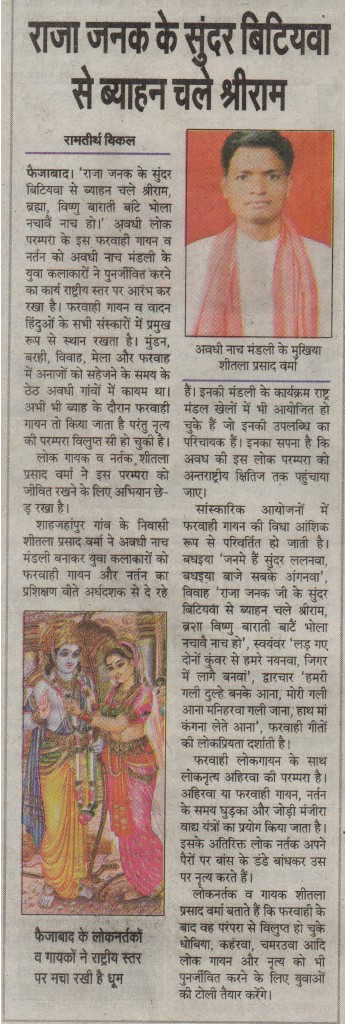 राजा जनक के सुंदर बिटियवा
से ब्याहन चले श्रीराम
रामतीर्थ विकल
फैजाबाद। 'राजा जनक के सुंदर
बिटियवा से ब्याहन चले श्रीराम,
ब्रह्मा, विष्णु बाराती बाटे भोला
नचावैं नाच हो।' अवधी लोक
परम्परा के इस फरवाही गायन व
नर्तन को अवधी नाच मंडली के
युवा कलाकारों ने पुनर्जीवित करने
का कार्य राष्ट्रीय स्तर पर आरंभ कर
रखा है। फरवाही गायन व वादन
हिंदुओं के सभी संस्कारों में प्रमुख
रूप से स्थान रखता है। मुंडन,
बरही, विवाह, मेला और फरवाह
में अनाजों को सहेजने के समय के
ठेठ अवधी गांवों में कायम था।
अभी भी ब्याह के दौरान फरवाही
गायन तो किया जाता है परंतु नृत्य
की परम्परा विलुप्त सी हो चुकी है।
लोक गायक व नर्तक शीतला
प्रसाद वर्मा ने इस परम्परा को
जीवित रखने के लिए अभियान छे-
ड़ रखा है।
शाहजहांपुर गांव के निवासी
शीतला प्रसाद वर्मा ने अवधी नाच
मंडली बनाकर युवा कलाकारों को
फरवाही गायन और नर्तन का
प्रशिक्षण बीते अर्धदशक से दे रहे
फैजाबाद के लोकनर्तकों
व गायकों ने राष्ट्रीय स्तर
पर मचा रखी है धूम
अवधी नाच मंडली के मुखिया
शीतला प्रसाद वर्मा
हैं। इनकी मंडली के कार्यक्रम राष्ट्र
मंडल खेलों में भी आयोजित हो
चुके हैं जो इनकी उपलब्धि का
परिचायक हैं। इनका सपना है कि
अवध की इस लोक परम्परा को
अन्तराष्ट्रीय क्षितिज तक पहुंचाया
जाए।
सांस्कारिक आयोजनों में
फरवाही गायन की विधा आंशिक
रूप से परिवर्तित हो जाती है।
बधइया 'जनमे हैं सुंदर ललनवा,
बधइया बाजे सबके अंगनवा',
विवाह 'राजा जनक जी के सुंदर
बिटियवा से ब्याहन चले श्रीराम,
ब्रशा विष्णु बाराती बाटैं भोला
नचावै नाच हो', स्वयंवर 'लड़ गए
दोनों कुंवर से हमरे नयनवा, जिगर
में लागै बनवां', द्वारचार 'हमरी
गली दुल्हे बनके आना, मोरी गली
आना मनिहरवा गली जाना, हाथ मां
कंगना लेते आना', फरवाही गीतों
की लोकप्रियता दर्शाती है।
फरवाही लोकगायन के साथ
लोकनृत्य अहिरवा की परम्परा है।
अहिरवा या फरवाही गायन, नर्तन
के समय घुड़का और जोड़ी मंजीरा
वाद्य यंत्रों का प्रयोग किया जाता है।
इसके अतिरिक्त लोक नर्तक अपने
पैरों पर बांस के डंडे बांधकर उस
पर नृत्य करते हैं।
लोकनर्तक व गायक शीतला
प्रसाद वर्मा बताते हैं कि फरवाही के
बाद वह परंपरा से विलुप्त हो चुके
धोबिया, कहंरवा, चमरउवा आदि
लोक गायन और नृत्य को भी
पुनर्जीवित करने के लिए युवाओं
की टोली तैयार करेंगे।